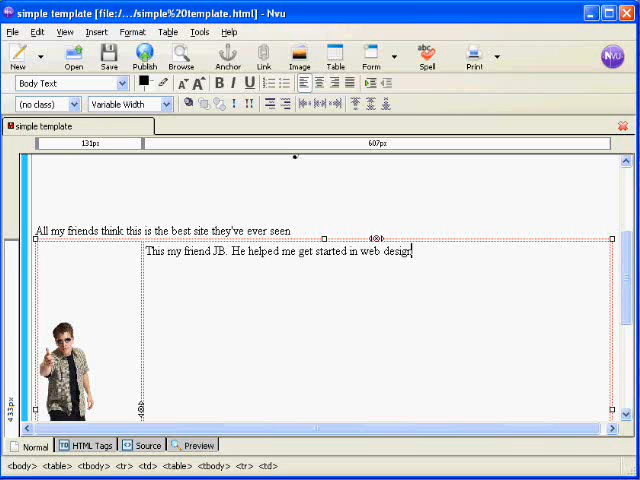 simple template [file:/.../simple%20template.html] - Nvu
File Edit View Insert Format Table Tools Help
New Open Save Publish Browse Anchor Link Image Table Form Spell Print
NVU
Body Text B I U
(no class) Variable Width
simple template
131px 607px
All my friends think this is the best site they've ever seen
This my friend JB. He helped me get started in web design
433px
Normal HTML Tags Source Preview
<body> <table> <tbody> <tr> <td> <table> <tbody> <tr> <td>